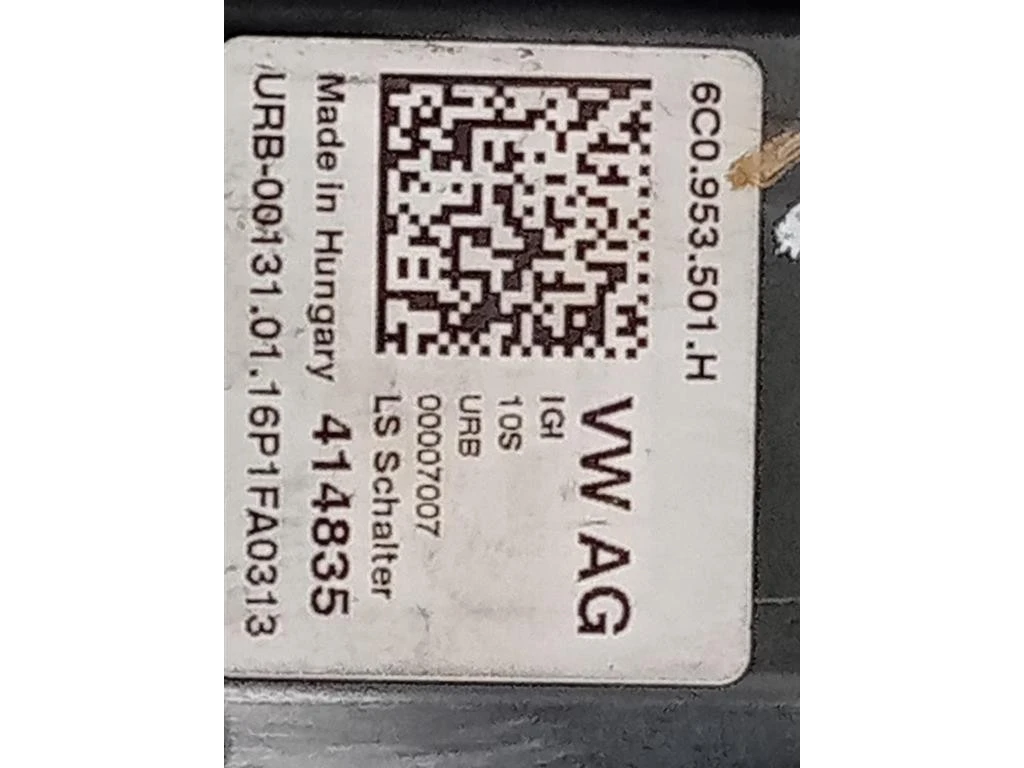 6C0.953.501.H
VW AG
IGI
10S
URB
00007007
LS Schalter
Made in Hungary 414835
URB-00131.01.16P1FA0313